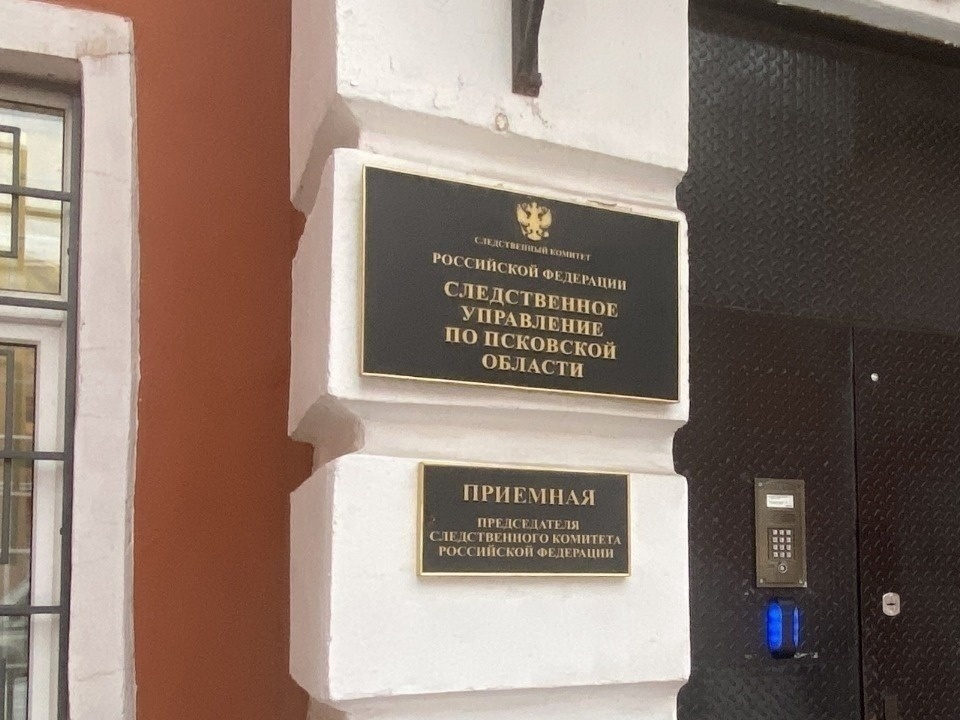 СЛЕДСТВЕННЫЙ КОМИТЕТ
РОССИЙСКОЙ ФЕДЕРАЦИИ
СЛЕДСТВЕННОЕ
УПРАВЛЕНИЕ
ПО ПСКОВСКОЙ
ОБЛАСТИ
ПРИЕМНАЯ
ПРЕДСЕДАТЕЛЯ
СЛЕДСТВЕННОГО КОМИТЕТА
РОССИЙСКОЙ ФЕДЕРАЦИИ